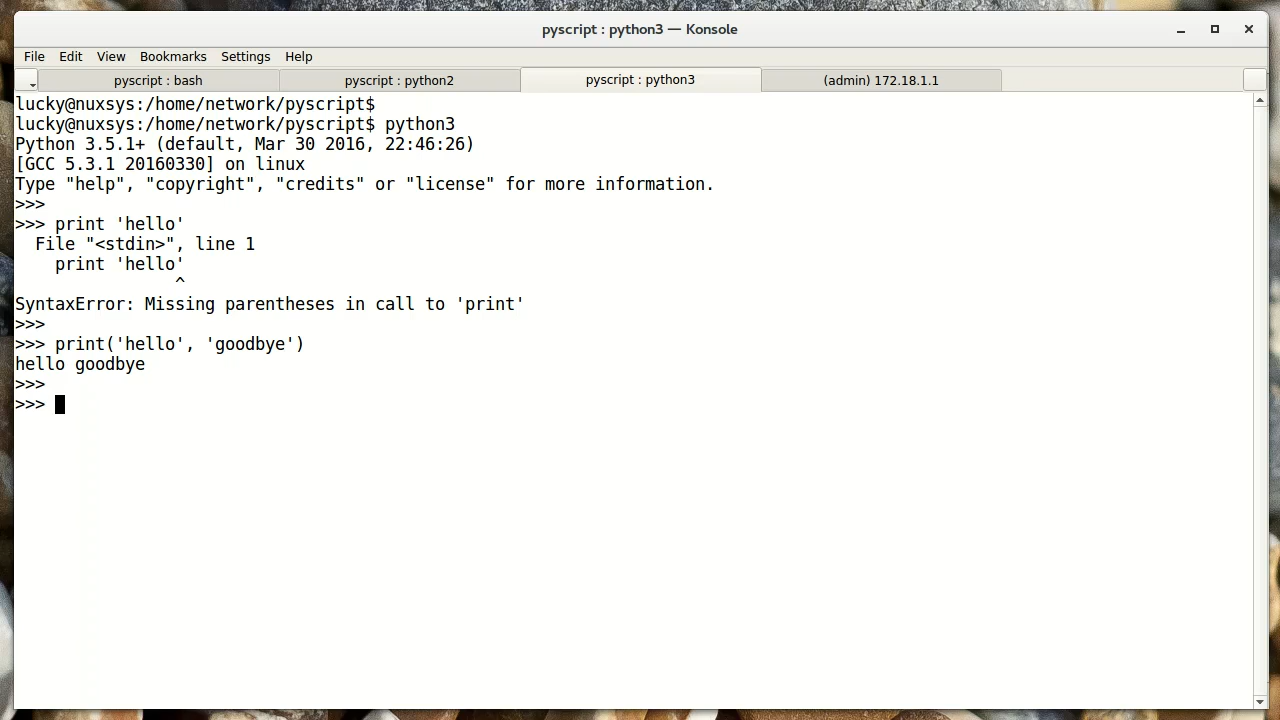 pyscript : python3 — Konsole
File Edit View Bookmarks Settings Help
pyscript : bash pyscript : python2 pyscript : python3 (admin) 172.18.1.1
lucky@nuxsys:/home/network/pyscript$
lucky@nuxsys:/home/network/pyscript$ python3
Python 3.5.1+ (default, Mar 30 2016, 22:46:26)
[GCC 5.3.1 20160330] on linux
Type "help", "copyright", "credits" or "license" for more information.
>>>
>>> print 'hello'
  File "<stdin>", line 1
    print 'hello'
                ^
SyntaxError: Missing parentheses in call to 'print'
>>>
>>> print('hello', 'goodbye')
hello goodbye
>>>
>>>